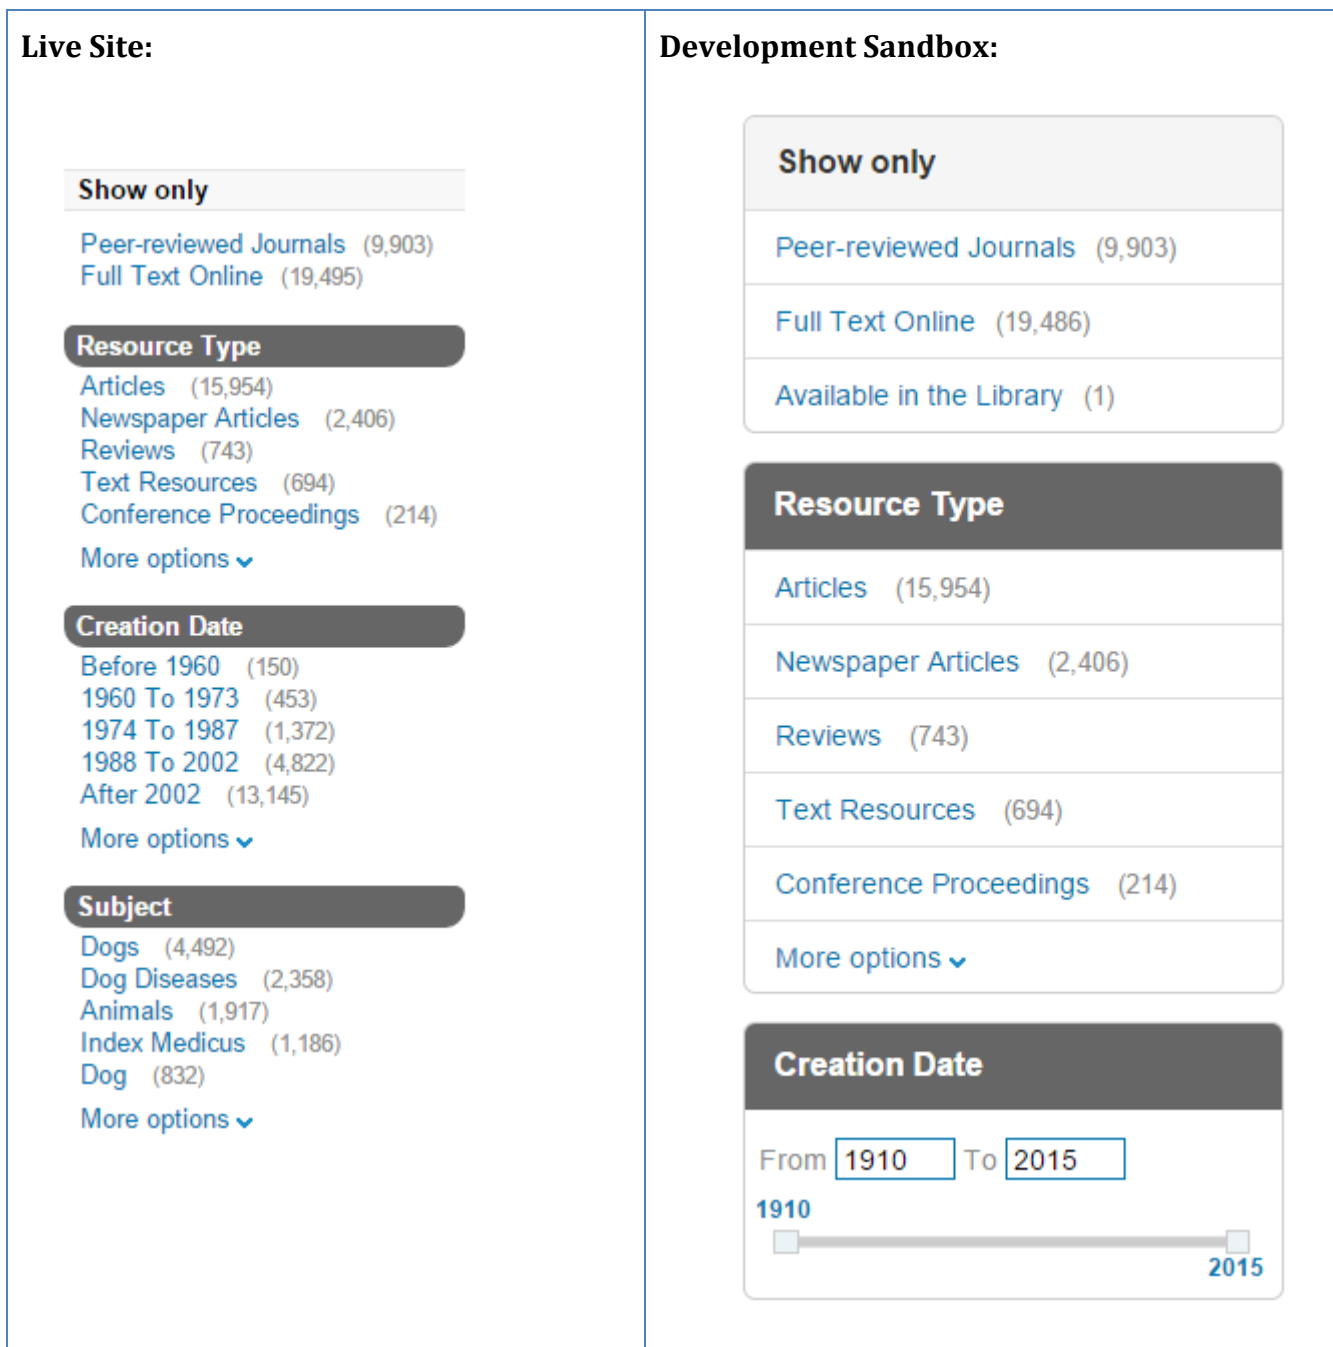 Live Site:
Show only
Peer-reviewed Journals (9,903)
Full Text Online (19,495)
Resource Type
Articles (15,954)
Newspaper Articles (2,406)
Reviews (743)
Text Resources (694)
Conference Proceedings (214)
More options
Creation Date
Before 1960 (150)
1960 To 1973 (453)
1974 To 1987 (1,372)
1988 To 2002 (4,822)
After 2002 (13,145)
More options
Subject
Dogs (4,492)
Dog Diseases (2,358)
Animals (1,917)
Index Medicus (1,186)
Dog (832)
More options
Development Sandbox:
Show only
Peer-reviewed Journals (9,903)
Full Text Online (19,486)
Available in the Library (1)
Resource Type
Articles (15,954)
Newspaper Articles (2,406)
Reviews (743)
Text Resources (694)
Conference Proceedings (214)
More options
Creation Date
From 1910 To 2015
1910
2015